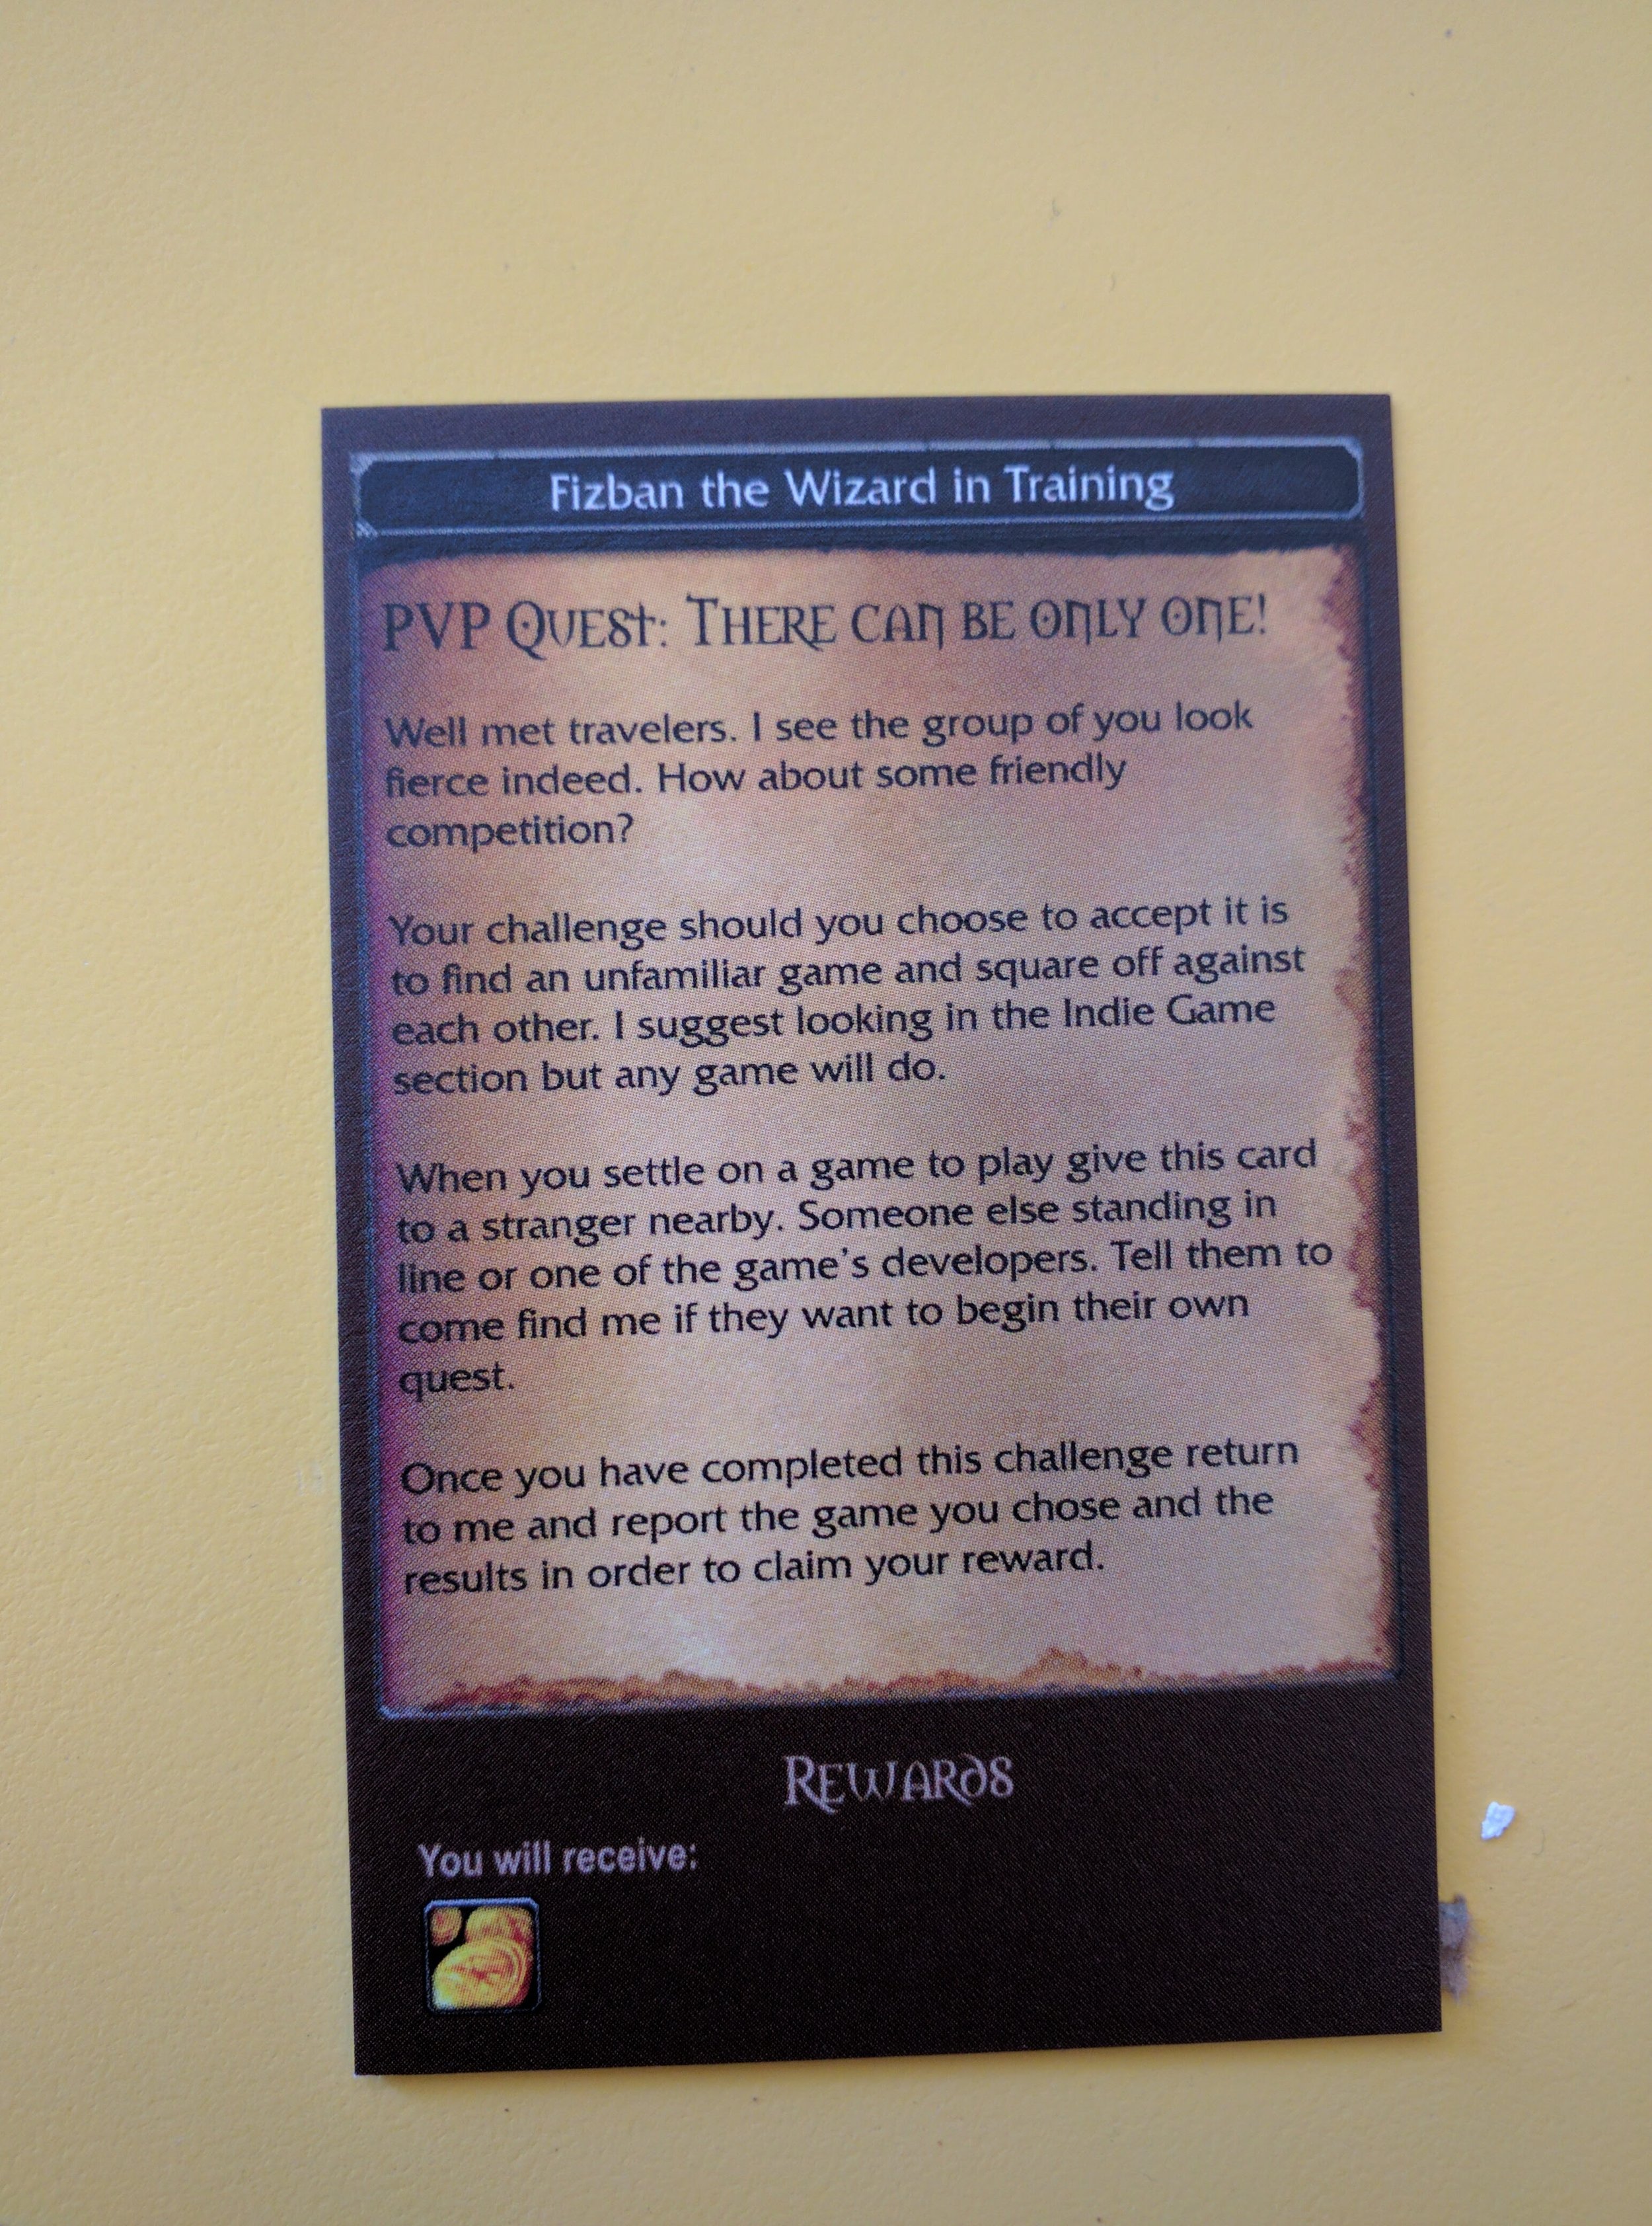 Fizban the Wizard in Training
PVP Quest: There can be only one!
Well met travelers. I see the group of you look
fierce indeed. How about some friendly
competition?
Your challenge should you choose to accept it is
to find an unfamiliar game and square off against
each other. I suggest looking in the Indie Game
section but any game will do.
When you settle on a game to play give this card
to a stranger nearby. Someone else standing in
line or one of the game's developers. Tell them to
come find me if they want to begin their own
quest.
Once you have completed this challenge return
to me and report the game you chose and the
results in order to claim your reward.
Rewards
You will receive: